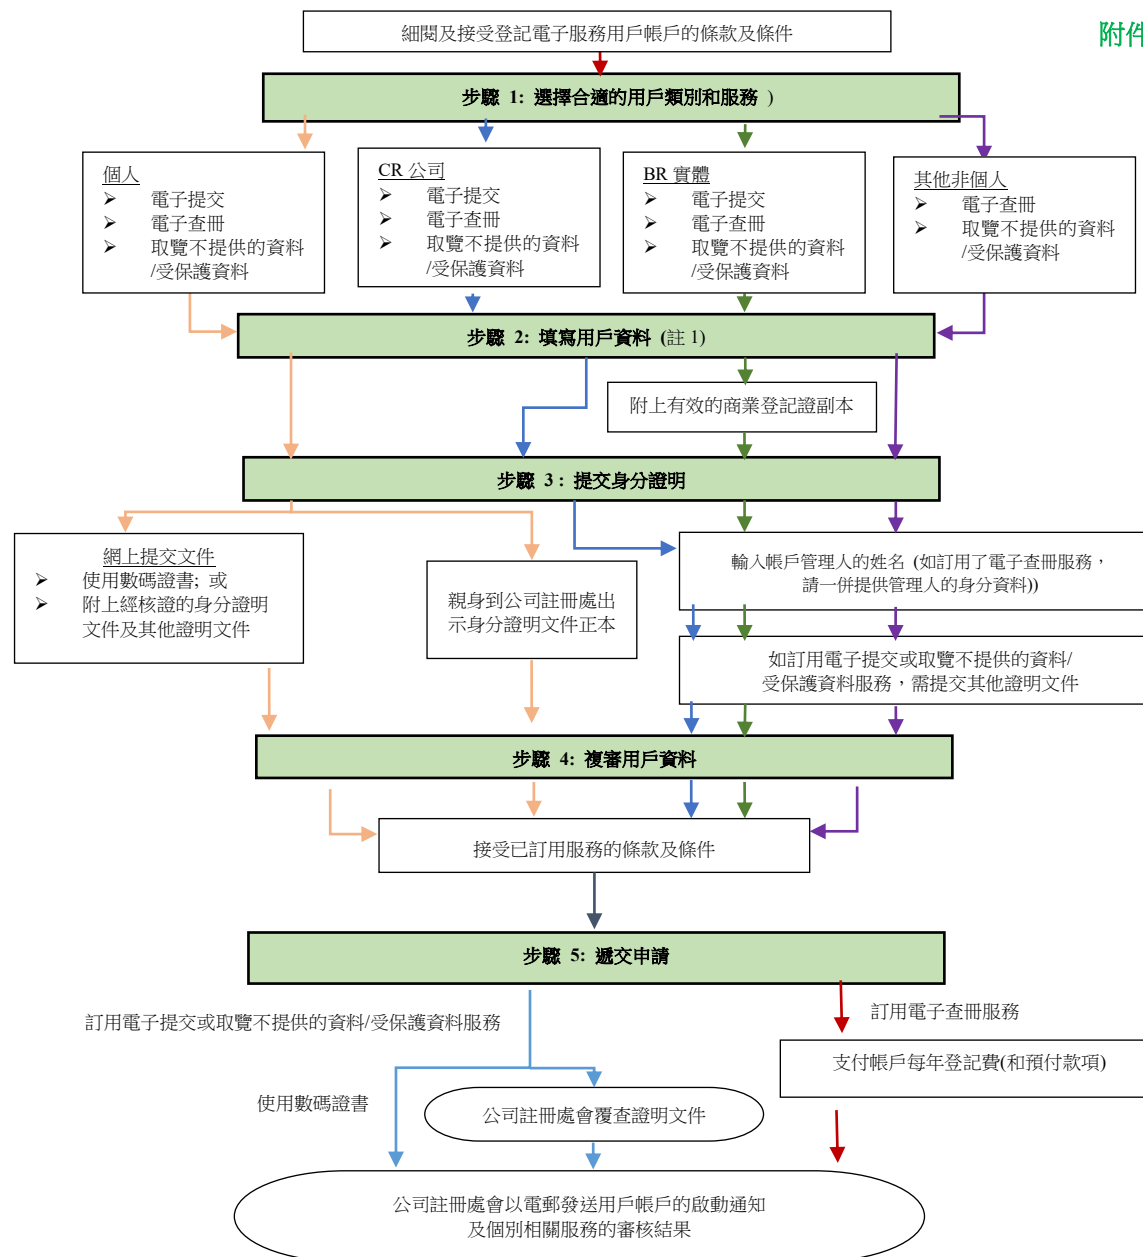 附件
細閱及接受登記電子服務用戶帳戶的條款及條件
步驟 1: 選擇合適的用戶類別和服務 )
個人
➢ 電子提交
➢ 電子查冊
➢ 取覽不提供的資料
/受保護資料
CR 公司
➢ 電子提交
➢ 電子查冊
➢ 取覽不提供的資料
/受保護資料
BR 實體
➢ 電子提交
➢ 電子查冊
➢ 取覽不提供的資料
/受保護資料
其他非個人
➢ 電子查冊
➢ 取覽不提供的資料
/受保護資料
步驟 2: 填寫用戶資料 (註 1)
附上有效的商業登記證副本
步驟 3 : 提交身分證明
網上提交文件
➢ 使用數碼證書; 或
➢ 附上經核證的身分證明
文件及其他證明文件
親身到公司註冊處出
示身分證明文件正本
輸入帳戶管理人的姓名 (如訂用了電子查冊服務，
請一併提供管理人的身分資料))
如訂用電子提交或取覽不提供的資料/
受保護資料服務，需提交其他證明文件
步驟 4: 複審用戶資料
接受已訂用服務的條款及條件
步驟 5: 遞交申請
訂用電子提交或取覽不提供的資料/受保護資料服務
訂用電子查冊服務
支付帳戶每年登記費(和預付款項)
使用數碼證書
公司註冊處會覆查證明文件
公司註冊處會以電郵發送用戶帳戶的啟動通知
及個別相關服務的審核結果